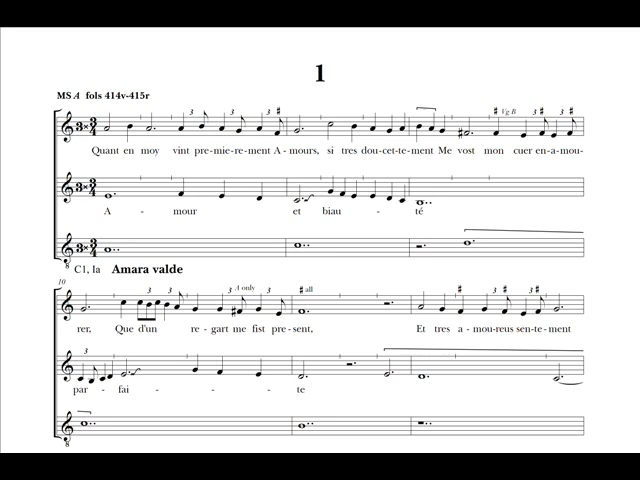 1
MS A fols 414v-415r
Vg B
Quant en moy vint pre-mie-re-ment A-mours, si tres dou-cet-te-ment Me vost mon cuer en-a-mou-
A - mour et biau - té
C1, la Amara valde
10
A only
all
rer, Que d'un re-gart me fist pre-sent, Et tres a-mou-reus sen-te-ment
par- fai - te